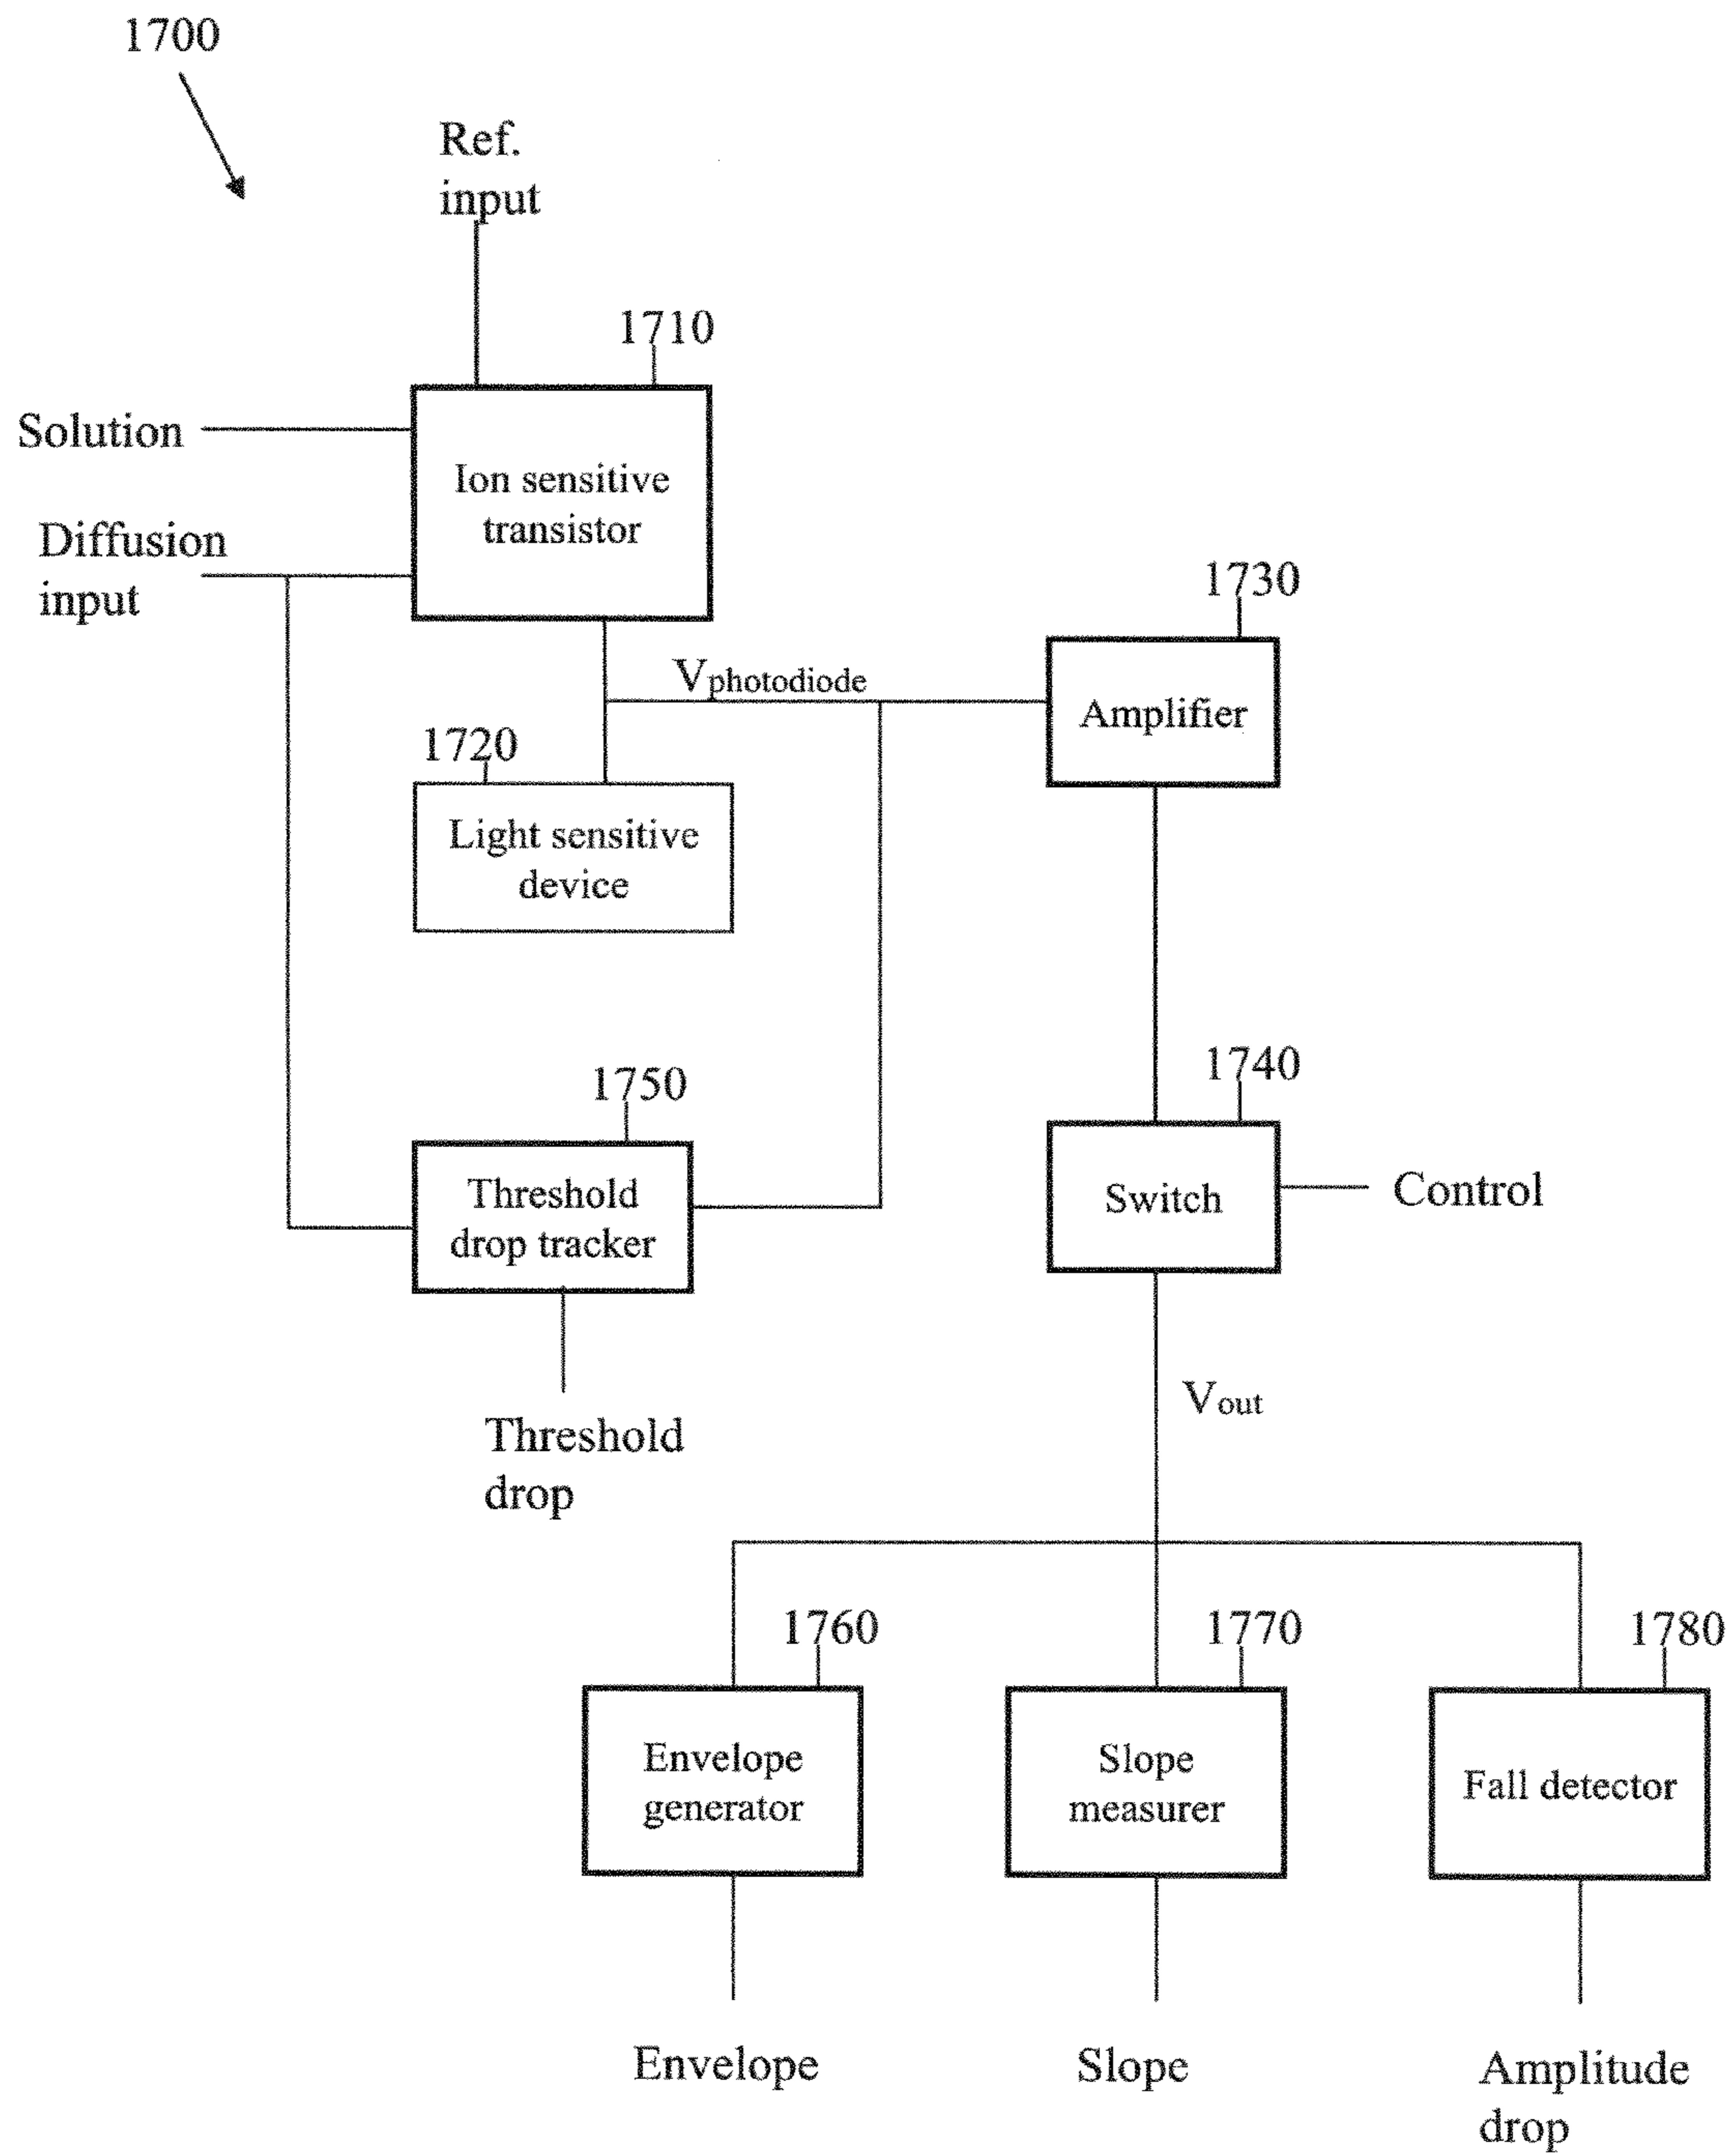 1700
Ref.
input
1710
Solution
Ion sensitive
transistor
Diffusion
input
1730
Vphotodiode
Amplifier
1720
Light sensitive
device
1740
1750
Threshold
drop tracker
Switch
Control
Vout
Threshold
drop
1760
1770
1780
Envelope
generator
Slope
measurer
Fall detector
Envelope
Slope
Amplitude
drop